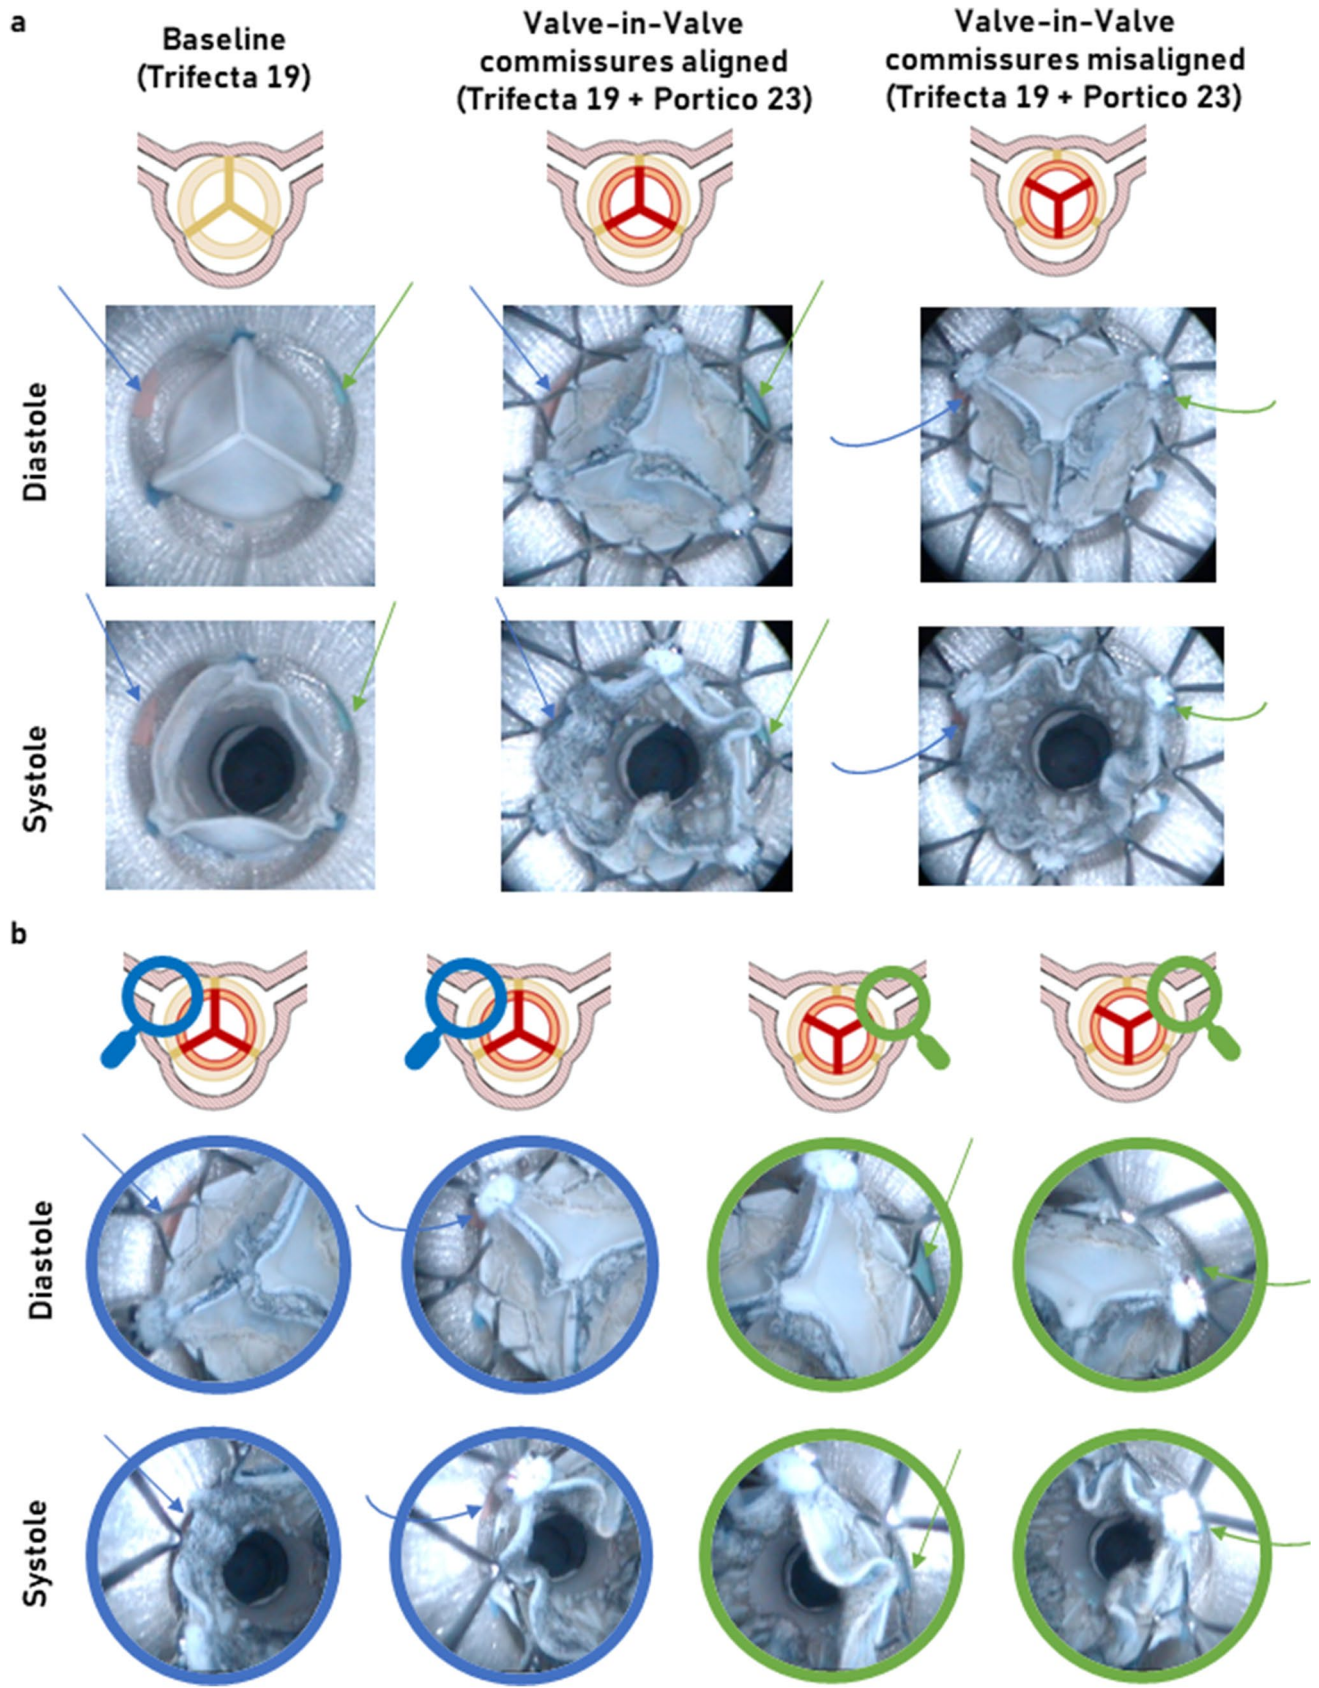 a
Baseline
(Trifecta 19)
Valve-in-Valve
commissures aligned
(Trifecta 19 + Portico 23)
Valve-in-Valve
commissures misaligned
(Trifecta 19 + Portico 23)
Diastole
Systole
b
Diastole
Systole